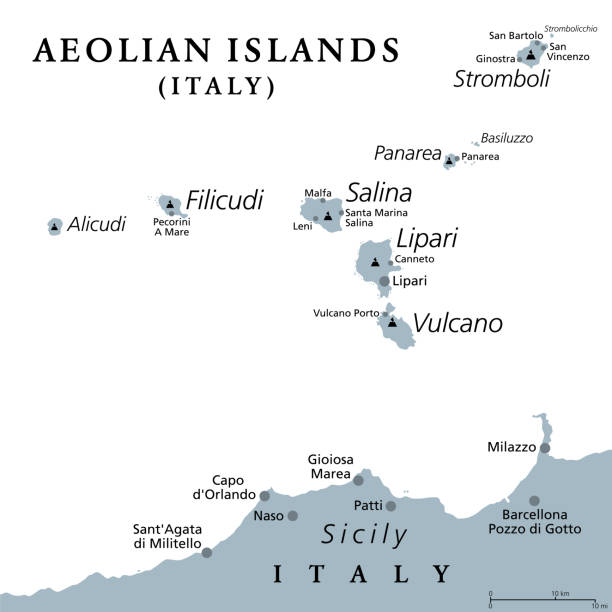 AEOLIAN ISLANDS
(ITALY)
Strombolicchio
San Bartolo
San
Vincenzo
Ginostra
Stromboli
Basiluzzo
Panarea
Panarea
Malfa
Salina
Santa Marina
Salina
Leni
Filicudi
Pecorini
A Mare
Alicudi
Lipari
Canneto
Lipari
Vulcano Porto
Vulcano
Milazzo
Gioiosa
Marea
Capo
d'Orlando
Patti
Naso
Barcellona
Pozzo di Gotto
Sant'Agata
di Militello
Sicily
ITALY
0
10 km
0
10 mi